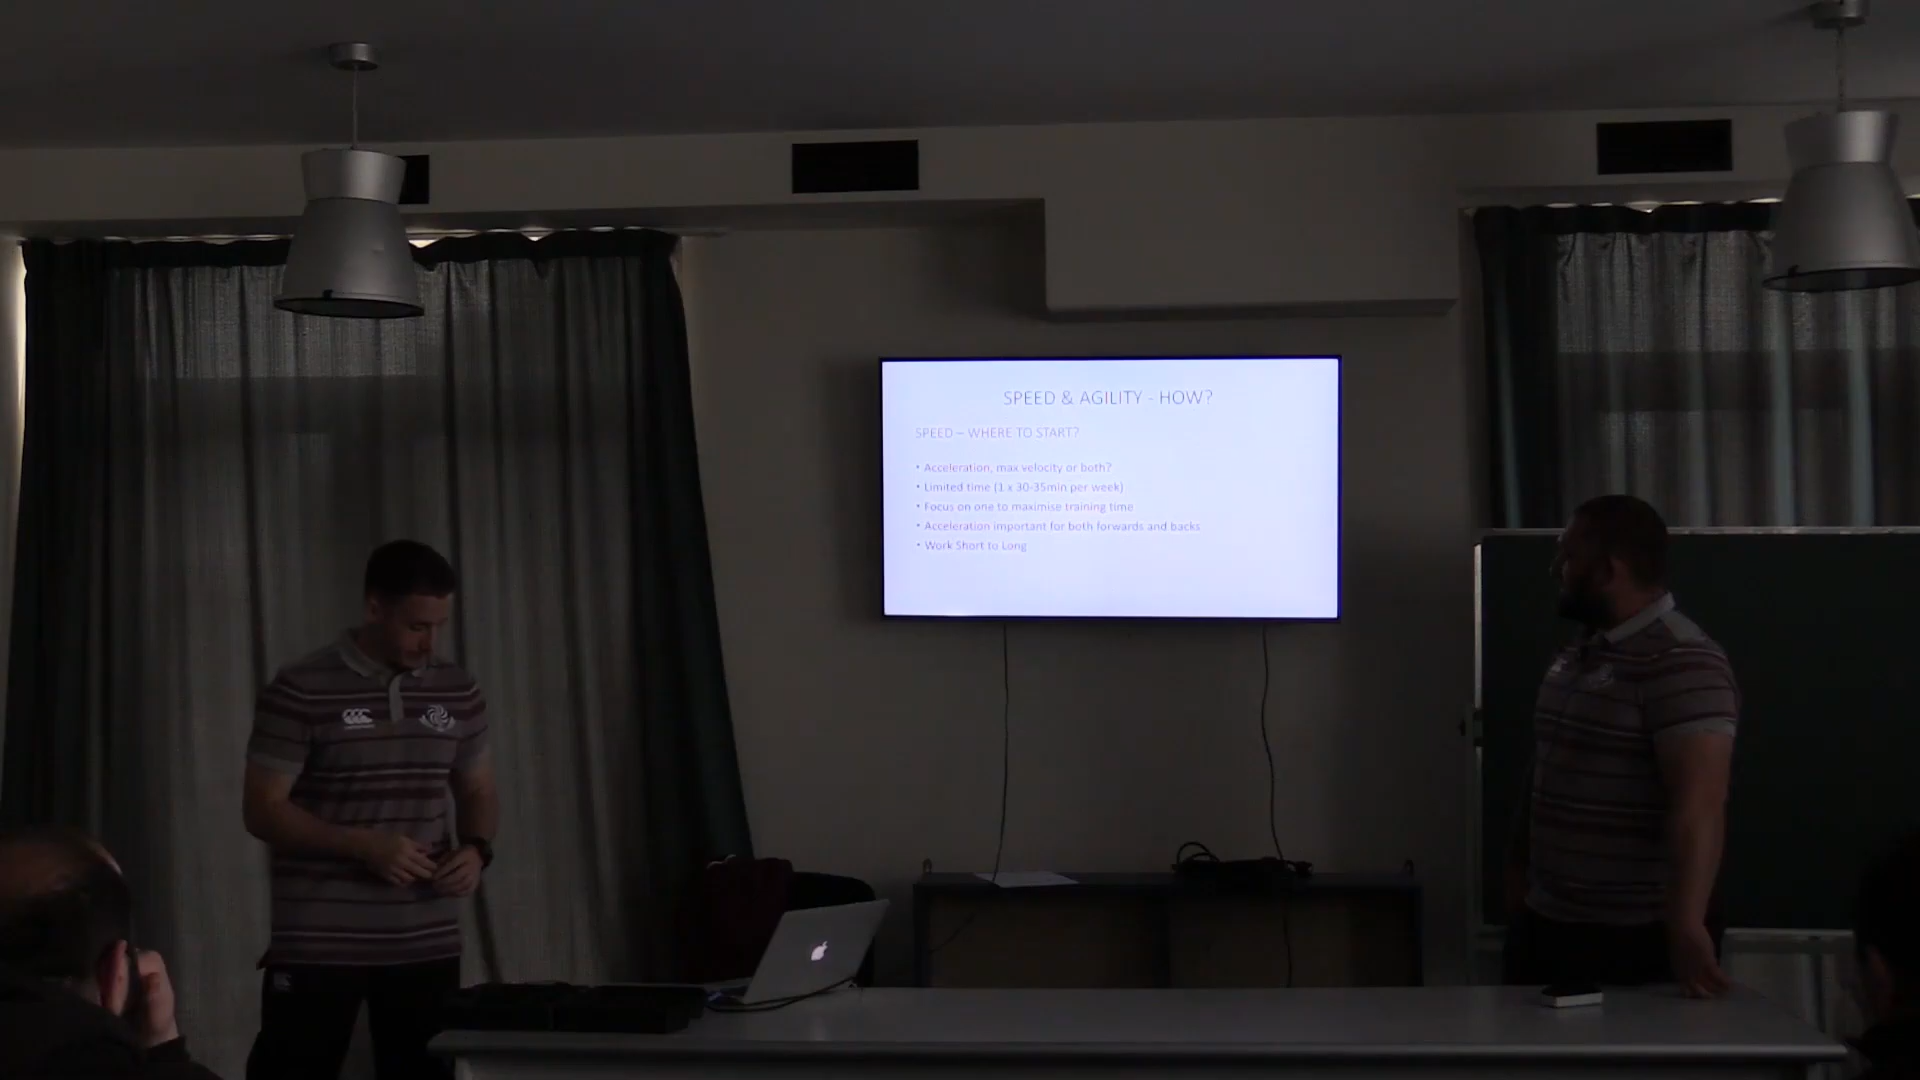 SPEED & AGILITY - HOW?
SPEED – WHERE TO START?
• Acceleration, max velocity or both?
• Limited time (1 x 30-35min per week)
• Focus on one to maximise training time
• Acceleration important for both forwards and backs
• Work Short to Long